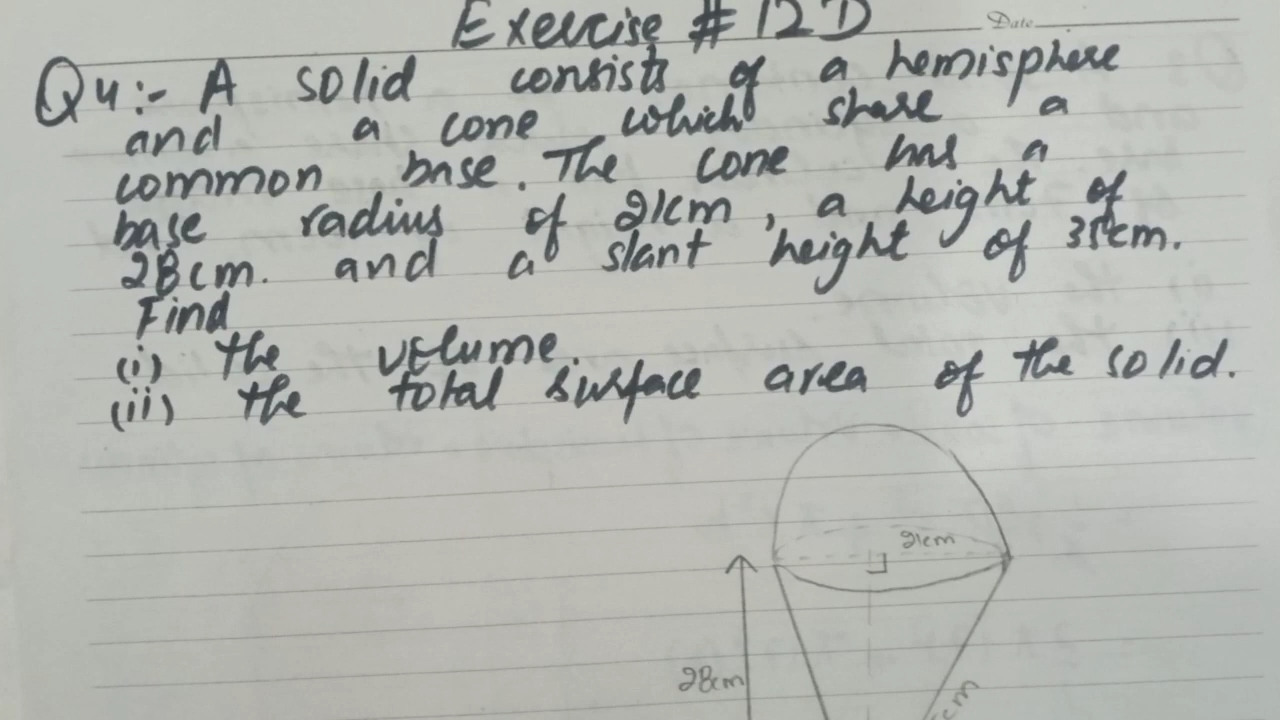 Exercise # 12 D
Date
Q4:- A solid consists of a hemisphere
and a cone which share a
common base. The cone has a
base radius of 21cm, a height of
28cm. and a slant height of 35cm.
Find
(i) the volume.
(ii) the total surface area of the solid.
21cm
28cm
cm